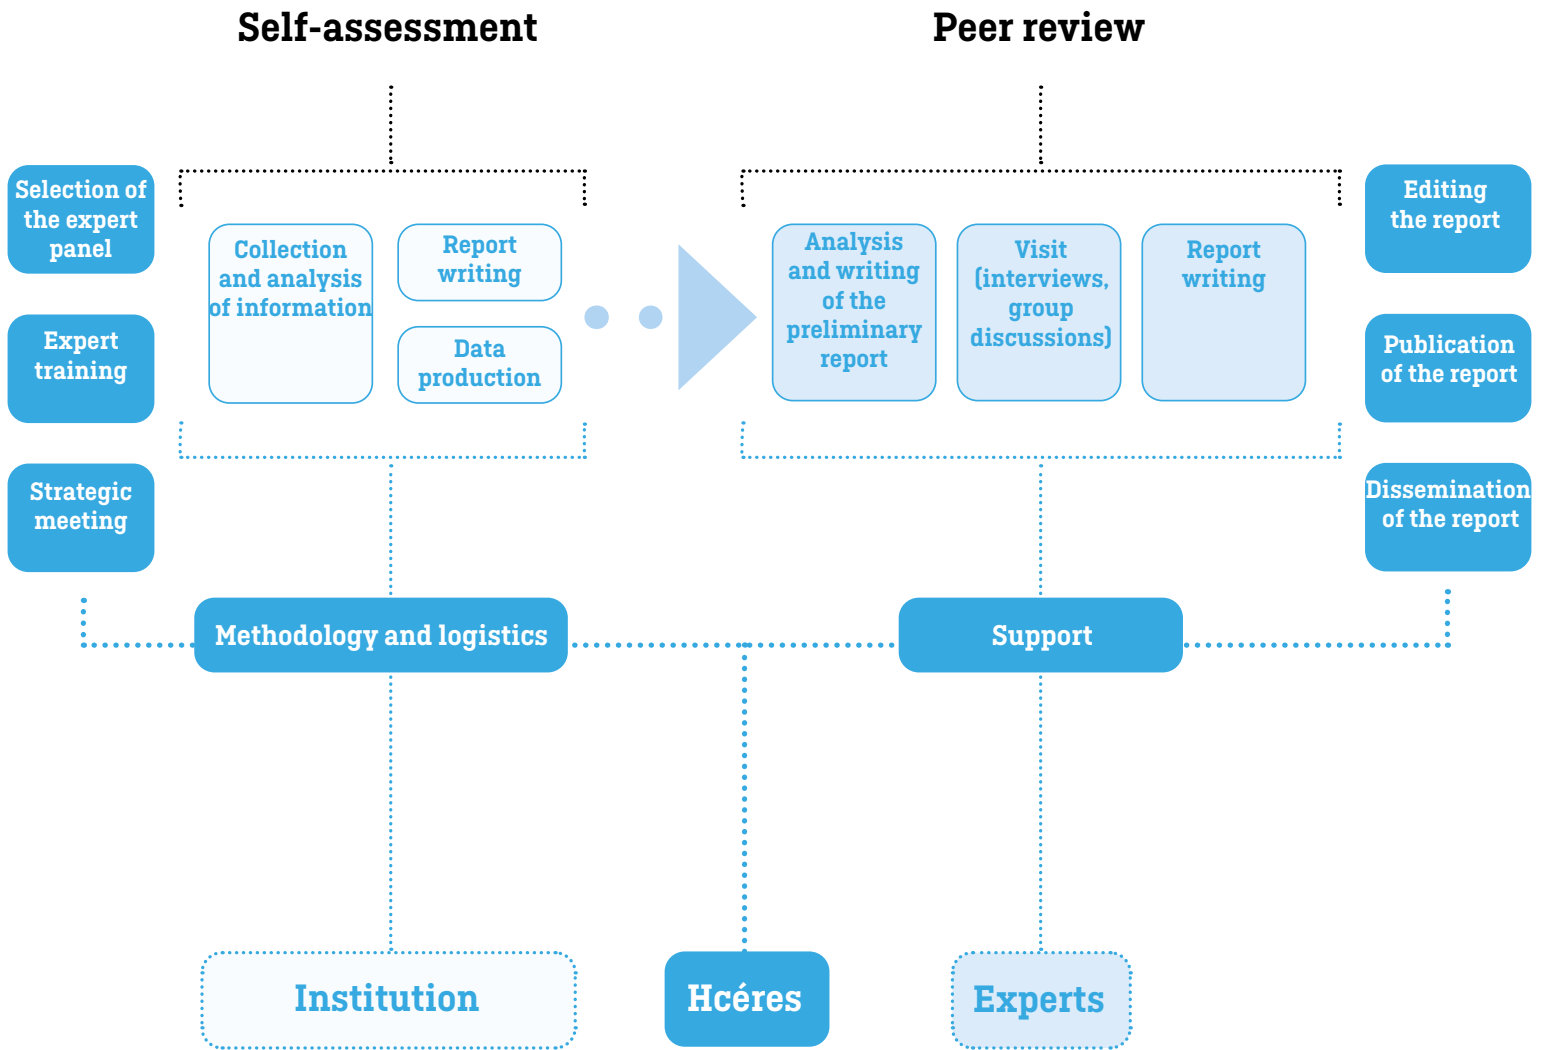 Self-assessment
Peer review
Selection of
the expert
panel
Expert
training
Strategic
meeting
Collection
and analysis
of information
Report
writing
Data
production
Analysis
and writing
of the
preliminary
report
Visit
(interviews,
group
discussions)
Report
writing
Editing
the report
Publication
of the report
Dissemination
of the report
Methodology and logistics
Support
Institution
Hcéres
Experts